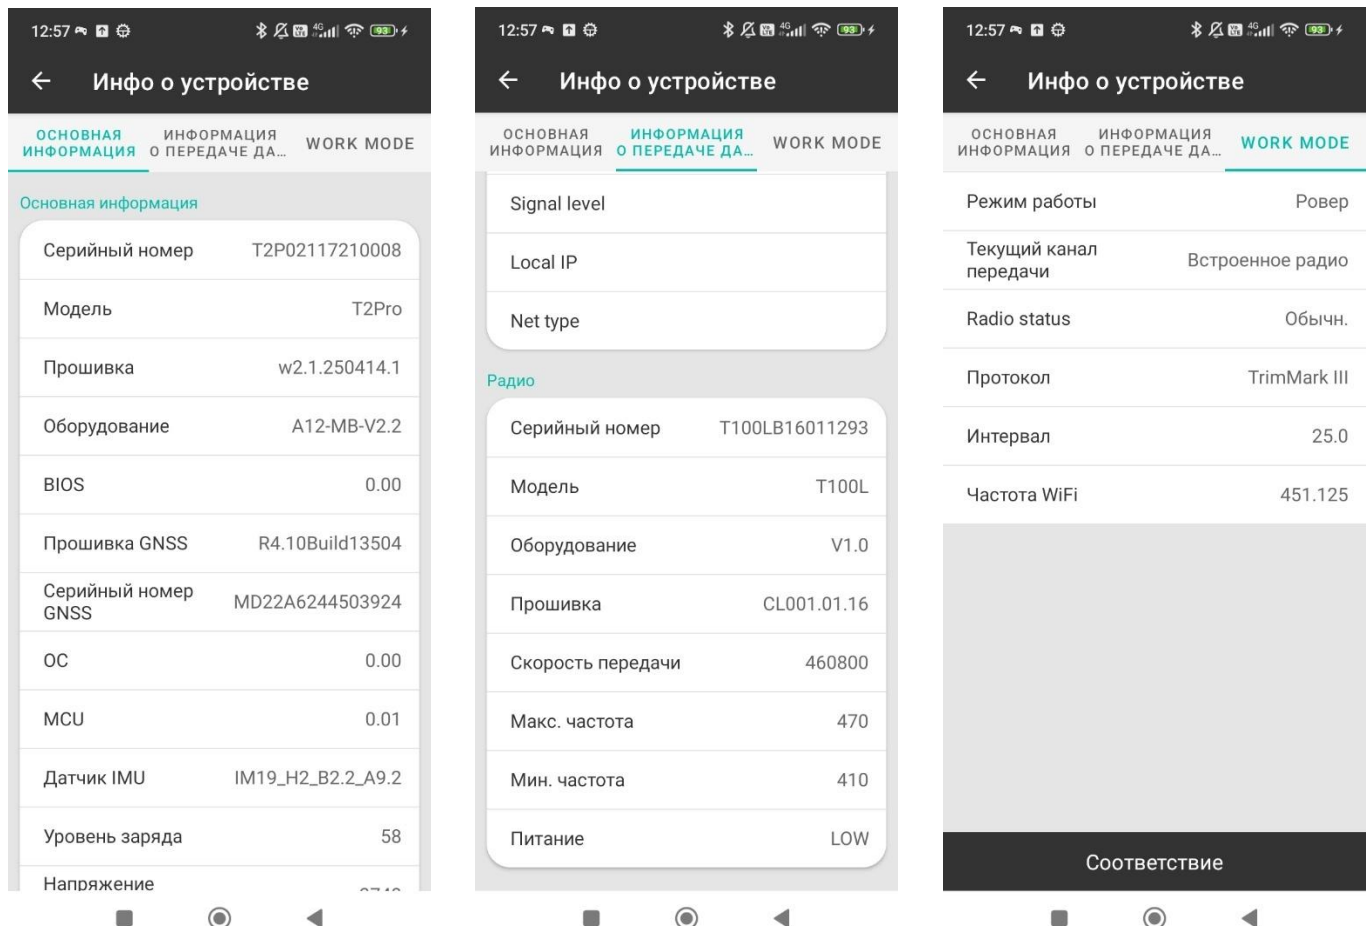 12:57
4G
93
Инфо о устройстве
ОСНОВНАЯ ИНФОРМАЦИЯ
ИНФОРМАЦИЯ О ПЕРЕДАЧЕ ДА...
WORK MODE
Основная информация
Серийный номер T2P02117210008
Модель T2Pro
Прошивка w2.1.250414.1
Оборудование A12-MB-V2.2
BIOS 0.00
Прошивка GNSS R4.10Build13504
Серийный номер GNSS MD22A6244503924
ОС 0.00
MCU 0.01
Датчик IMU IM19_H2_B2.2_A9.2
Уровень заряда 58
Напряжение
12:57
4G
93
Инфо о устройстве
ОСНОВНАЯ ИНФОРМАЦИЯ
ИНФОРМАЦИЯ О ПЕРЕДАЧЕ ДА...
WORK MODE
Signal level
Local IP
Net type
Радио
Серийный номер T100LB16011293
Модель T100L
Оборудование V1.0
Прошивка CL001.01.16
Скорость передачи 460800
Макс. частота 470
Мин. частота 410
Питание LOW
12:57
4G
93
Инфо о устройстве
ОСНОВНАЯ ИНФОРМАЦИЯ
ИНФОРМАЦИЯ О ПЕРЕДАЧЕ ДА...
WORK MODE
Режим работы Ровер
Текущий канал передачи Встроенное радио
Radio status Обычн.
Протокол TrimMark III
Интервал 25.0
Частота WiFi 451.125
Соответствие